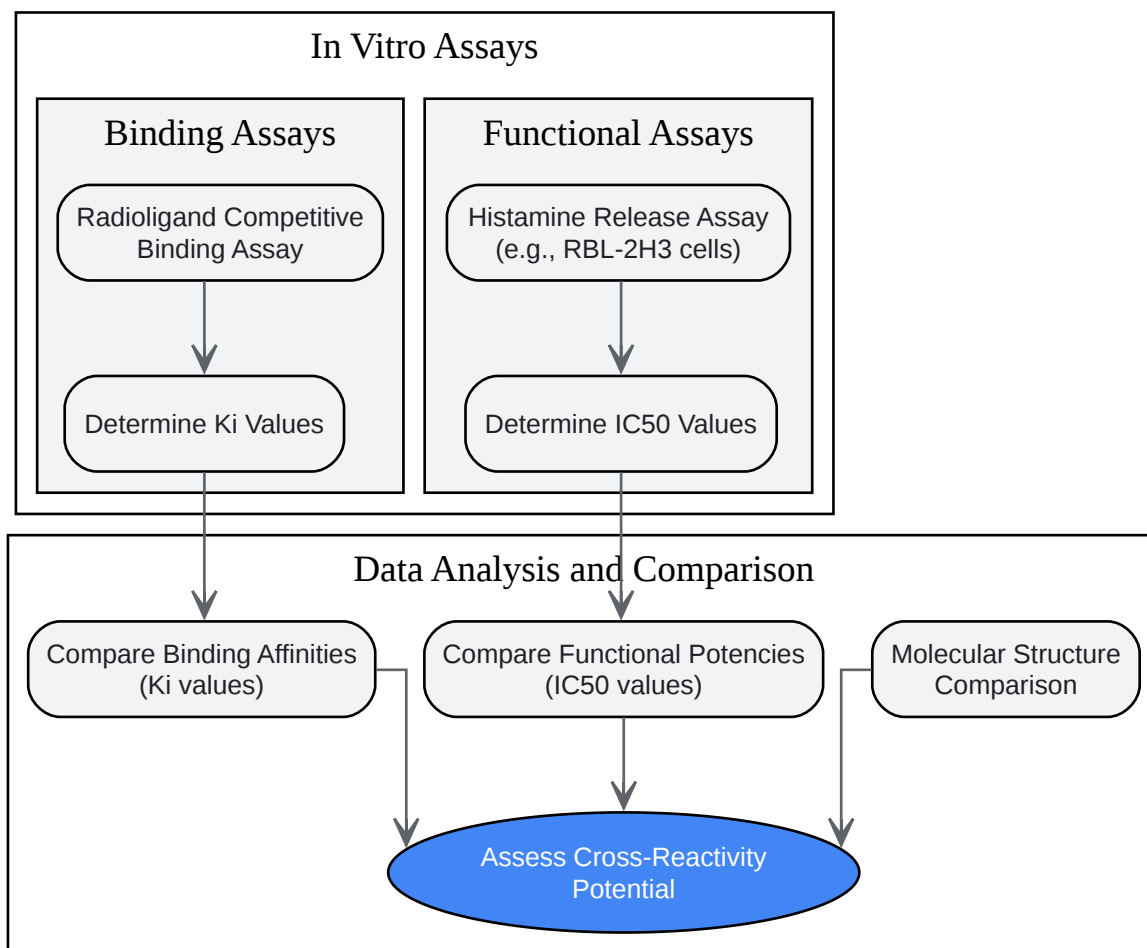 In Vitro Assays
Binding Assays
Radioligand Competitive
Binding Assay
Determine Ki Values
Functional Assays
Histamine Release Assay
(e.g., RBL-2H3 cells)
Determine IC50 Values
Data Analysis and Comparison
Compare Binding Affinities
(Ki values)
Compare Functional Potencies
(IC50 values)
Molecular Structure
Comparison
Assess Cross-Reactivity
Potential